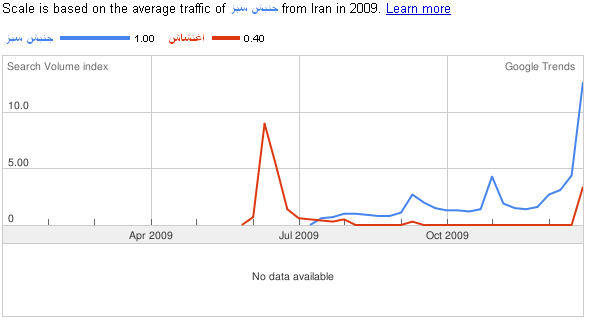 Scale is based on the average traffic of جنبش سبز from Iran in 2009. Learn more
جنبش سبز 1.00 اغتشاش 0.40
Search Volume index Google Trends
10.0
5.00
0
Apr 2009 Jul 2009 Oct 2009
No data available